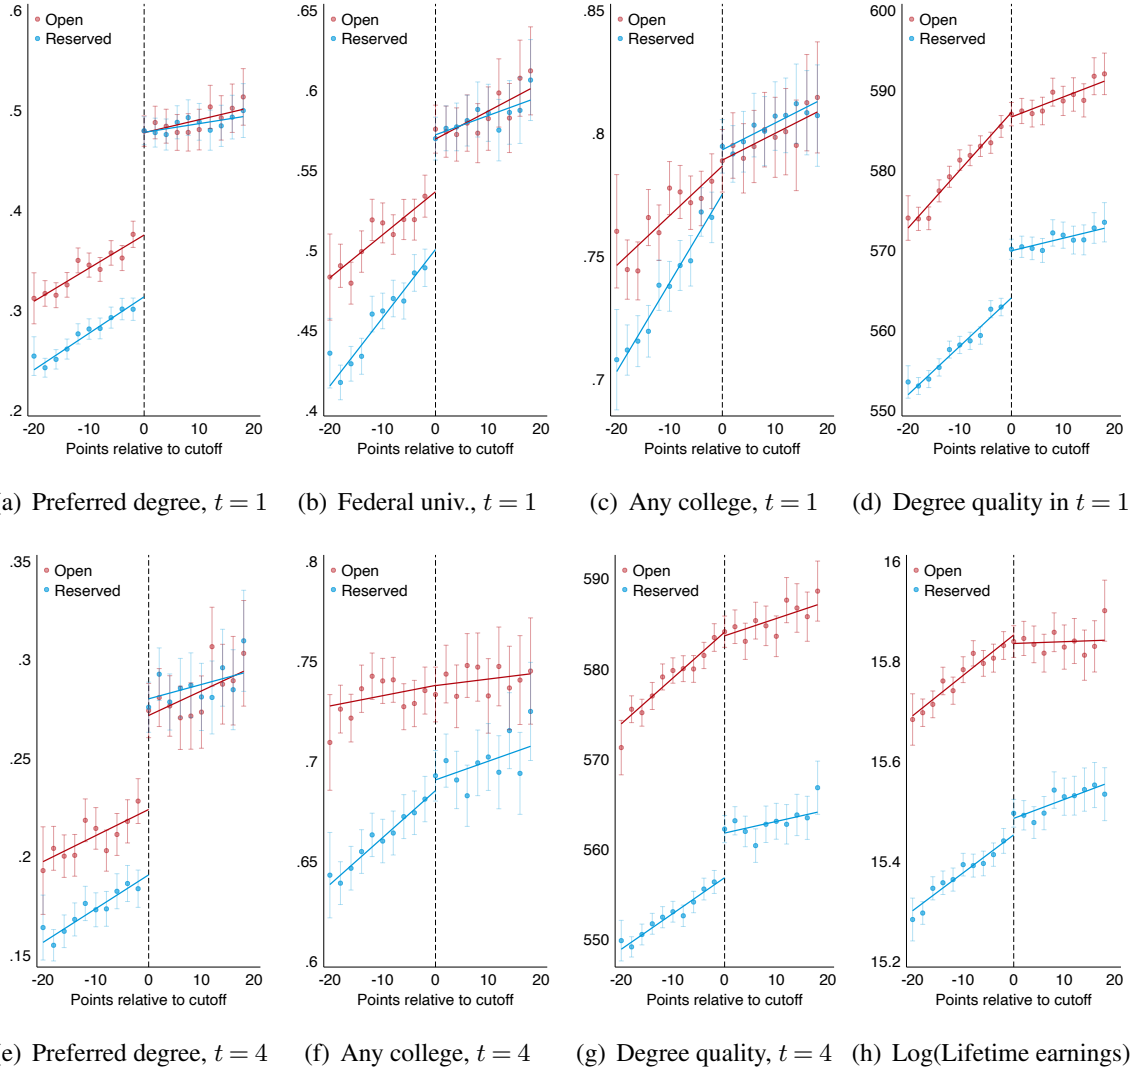 .6 .65 .85 600
Open Open Open Open
Reserved Reserved Reserved Reserved
.6 590
.5 .8
.55 580
.4
.5 .75 570
.3
.45 .7 560
.2 .4 550
-20 -10 0 10 20 -20 -10 0 10 20 -20 -10 0 10 20 -20 -10 0 10 20
Points relative to cutoff Points relative to cutoff Points relative to cutoff Points relative to cutoff
a) Preferred degree, t = 1 (b) Federal univ., t = 1 (c) Any college, t = 1 (d) Degree quality in t = 1
.35 .8 590 16
Open Open Open Open
Reserved Reserved Reserved Reserved
.3 .75 580 15.8
.25 .7 570 15.6
.2 .65 560 15.4
.15 .6 550 15.2
-20 -10 0 10 20 -20 -10 0 10 20 -20 -10 0 10 20 -20 -10 0 10 20
Points relative to cutoff Points relative to cutoff Points relative to cutoff Points relative to cutoff
e) Preferred degree, t = 4 (f) Any college, t = 4 (g) Degree quality, t = 4 (h) Log(Lifetime earnings)